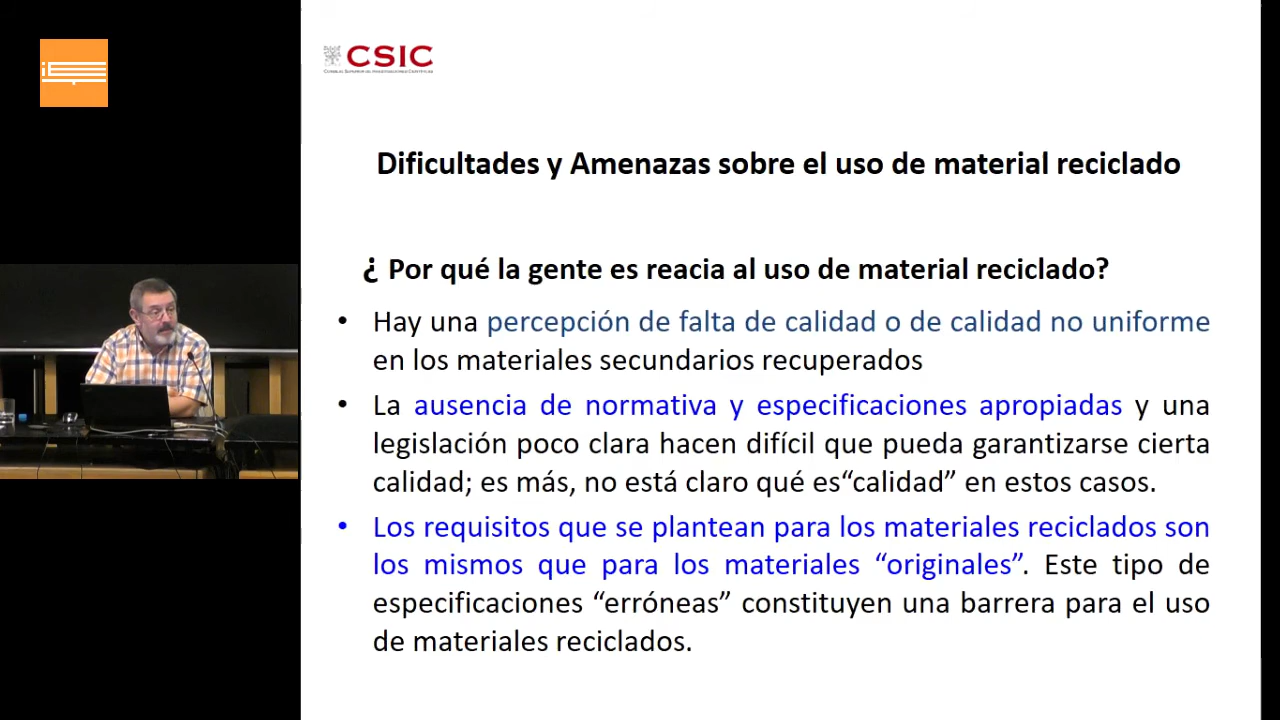 CSIC
CONSEJO SUPERIOR DE INVESTIGACIONES CIENTÍFICAS
Dificultades y Amenazas sobre el uso de material reciclado
¿ Por qué la gente es reacia al uso de material reciclado?
• Hay una percepción de falta de calidad o de calidad no uniforme
en los materiales secundarios recuperados
• La ausencia de normativa y especificaciones apropiadas y una
legislación poco clara hacen difícil que pueda garantizarse cierta
calidad; es más, no está claro qué es“calidad” en estos casos.
• Los requisitos que se plantean para los materiales reciclados son
los mismos que para los materiales “originales”. Este tipo de
especificaciones “erróneas” constituyen una barrera para el uso
de materiales reciclados.